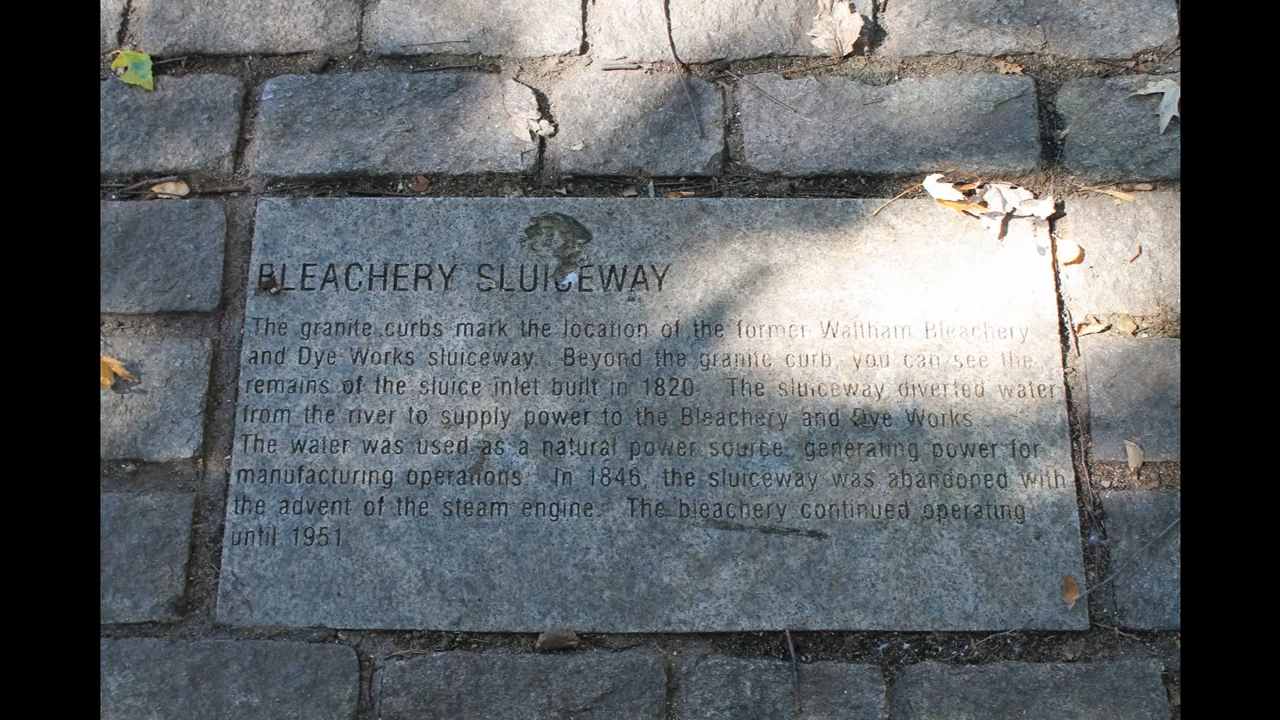 BLEACHERY SLUICEWAY
The granite curbs mark the location of the former Waltham Bleachery
and Dye Works sluiceway. Beyond the granite curb, you can see the
remains of the sluice inlet built in 1820. The sluiceway diverted water
from the river to supply power to the Bleachery and Dye Works.
The water was used as a natural power source, generating power for
manufacturing operations. In 1846, the sluiceway was abandoned with
the advent of the steam engine. The bleachery continued operating
until 1951.